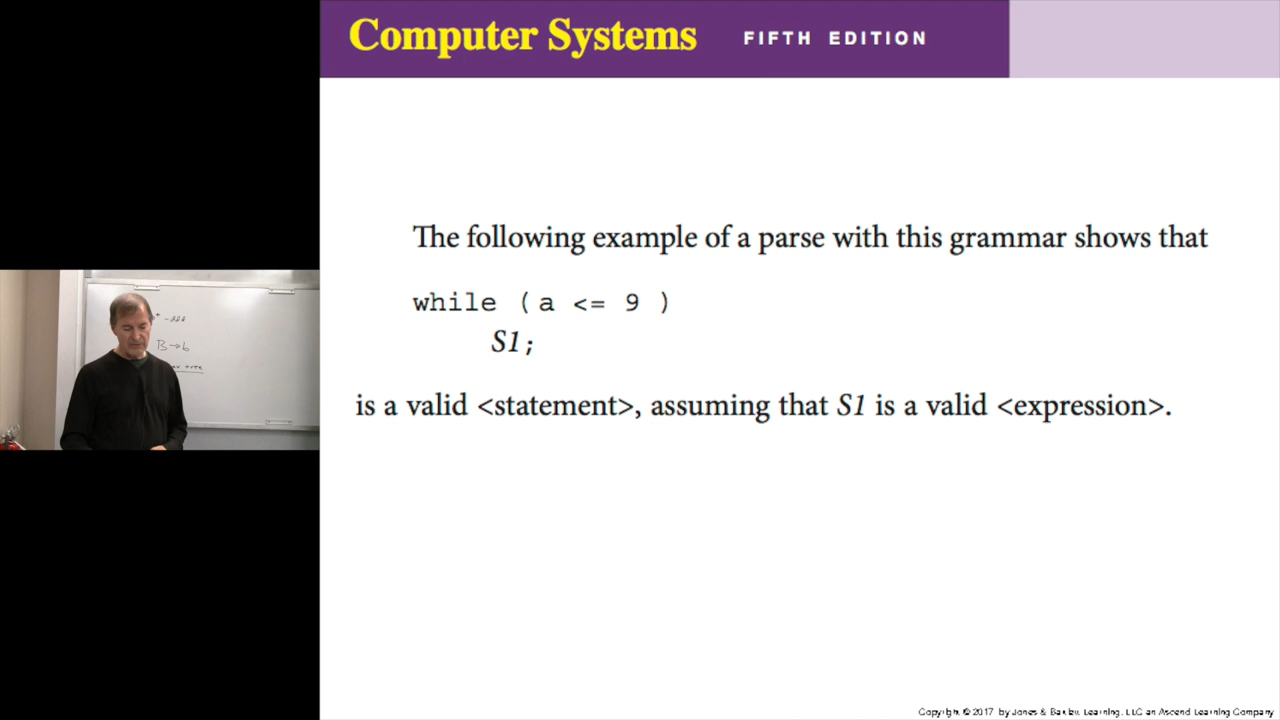 Computer Systems FIFTH EDITION
The following example of a parse with this grammar shows that
while ( a <= 9 )
S1;
is a valid <statement>, assuming that S1 is a valid <expression>.
B→b
Copyright © 2017 by Jones & Bartlett Learning, LLC an Ascend Learning Company